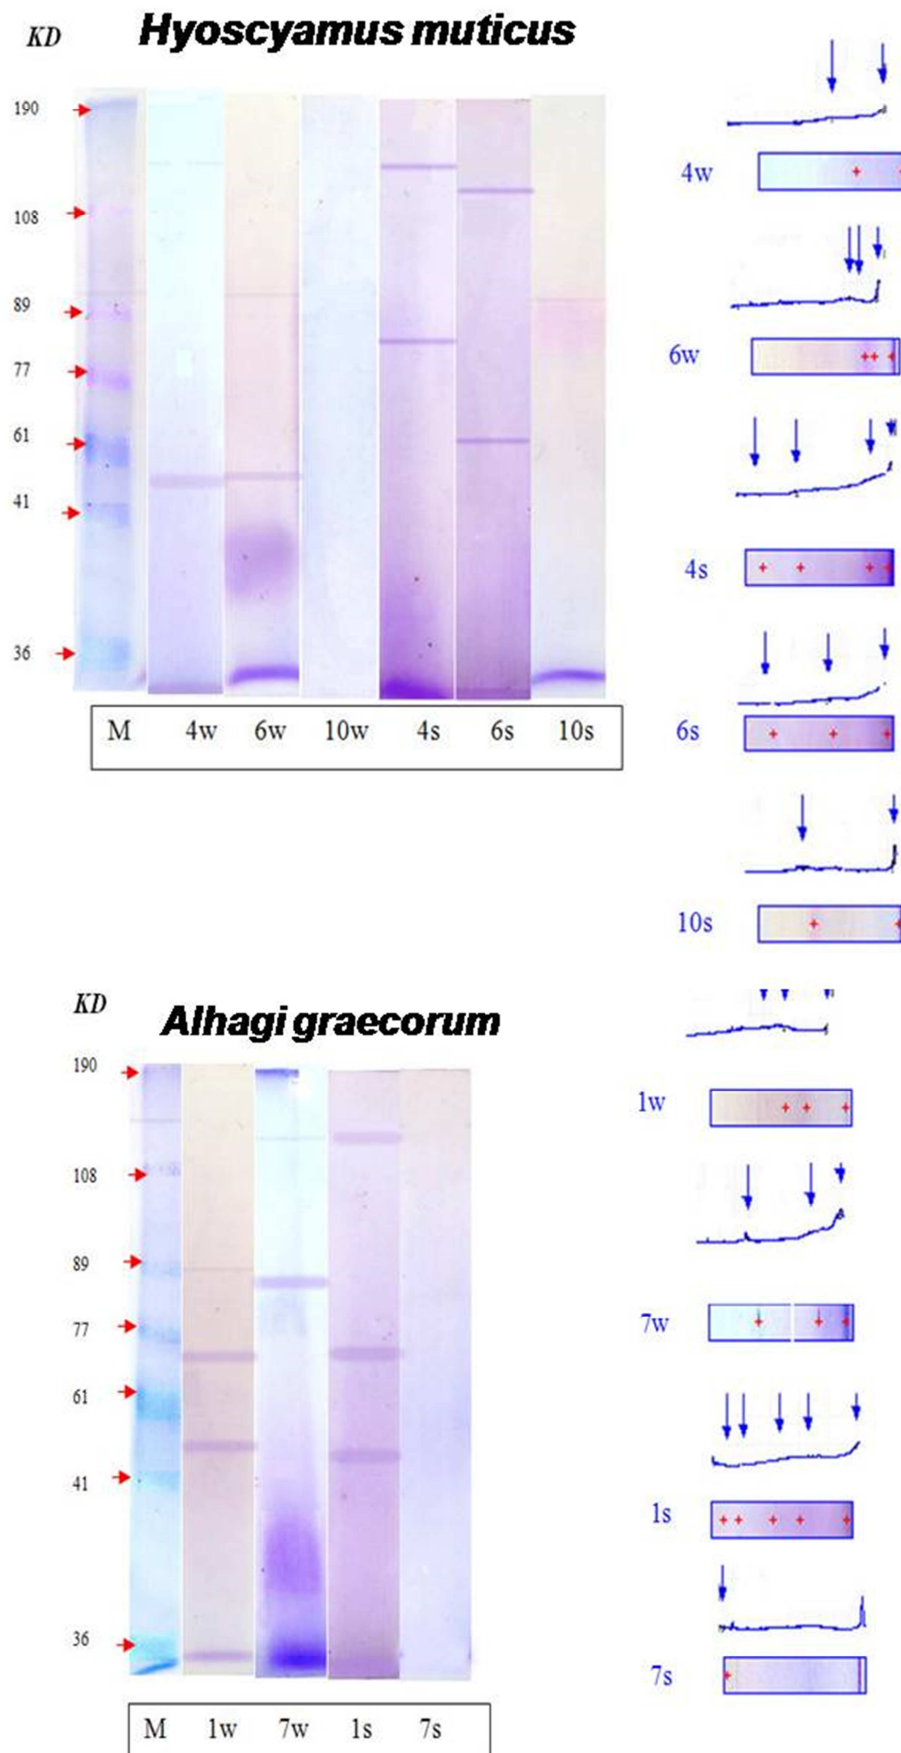 KD
Hyoscyamus muticus
190
108
89
77
61
41
36
M 4w 6w 10w 4s 6s 10s
4w
6w
4s
6s
10s
KD
Alhagi graecorum
190
108
89
77
61
41
36
M 1w 7w 1s 7s
1w
7w
1s
7s